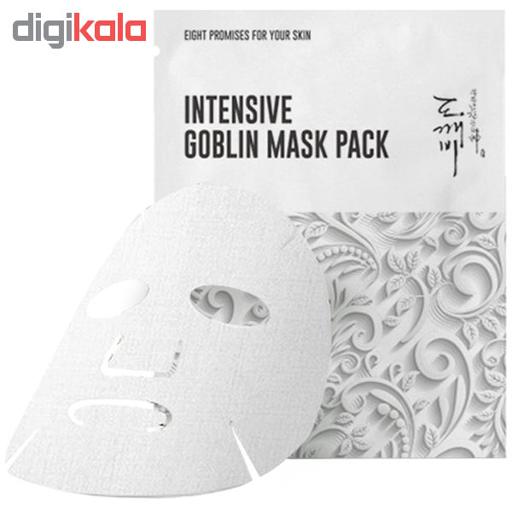 digikala
EIGHT PROMISES FOR YOUR SKIN
INTENSIVE
GOBLIN MASK PACK
도깨비